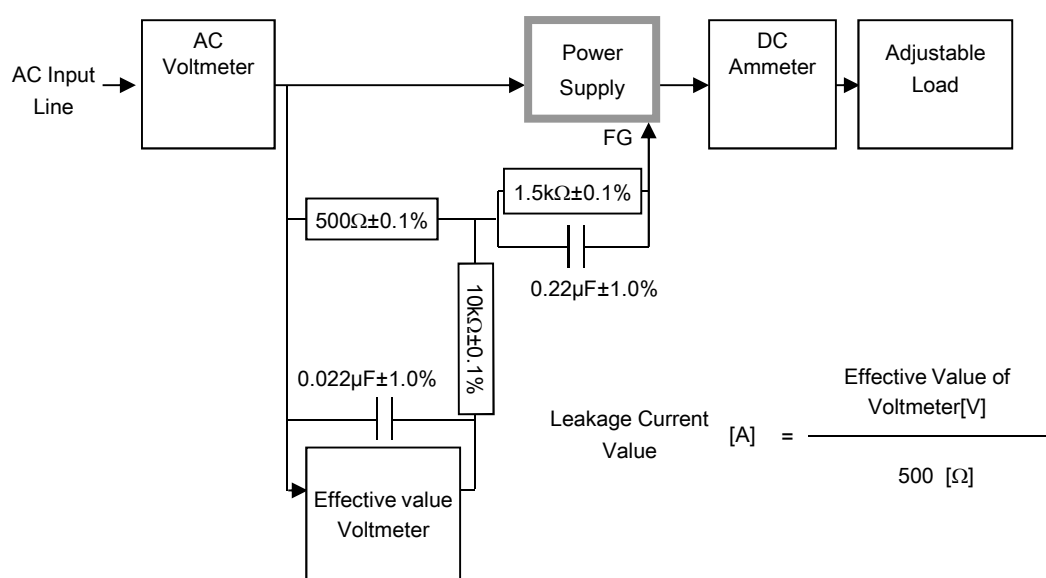 AC Input
Line
AC
Voltmeter
Power
Supply
DC
Ammeter
Adjustable
Load
FG
1.5kΩ±0.1%
500Ω±0.1%
0.22µF±1.0%
10kΩ±0.1%
0.022µF±1.0%
Effective value
Voltmeter
Leakage Current
Value
[A] =
Effective Value of
Voltmeter[V]
500 [Ω]